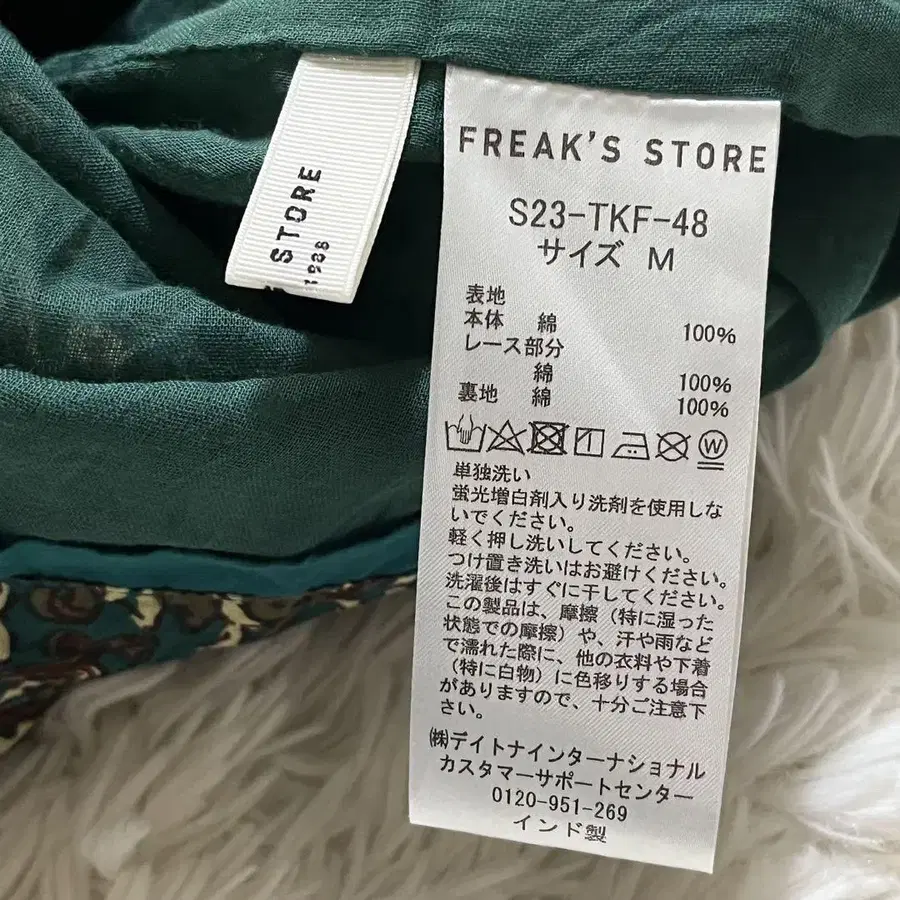 STORE
1988
FREAK'S STORE
S23-TKF-48
サイズ M
表地
本体 綿 100%
レース部分
綿 100%
裏地 綿 100%
単独洗い
蛍光増白剤入り洗剤を使用しな
いでください。
軽く押し洗いしてください。
つけ置き洗いはお避けください。
洗濯後はすぐに干してください。
この製品は、摩擦（特に湿った
状態での摩擦）や、汗や雨など
で濡れた際に、他の衣料や下着
（特に白物）に色移りする場合
がありますので、十分ご注意下
さい。
㈱デイトナインターナショナル
カスタマーサポートセンター
0120-951-269
インド製